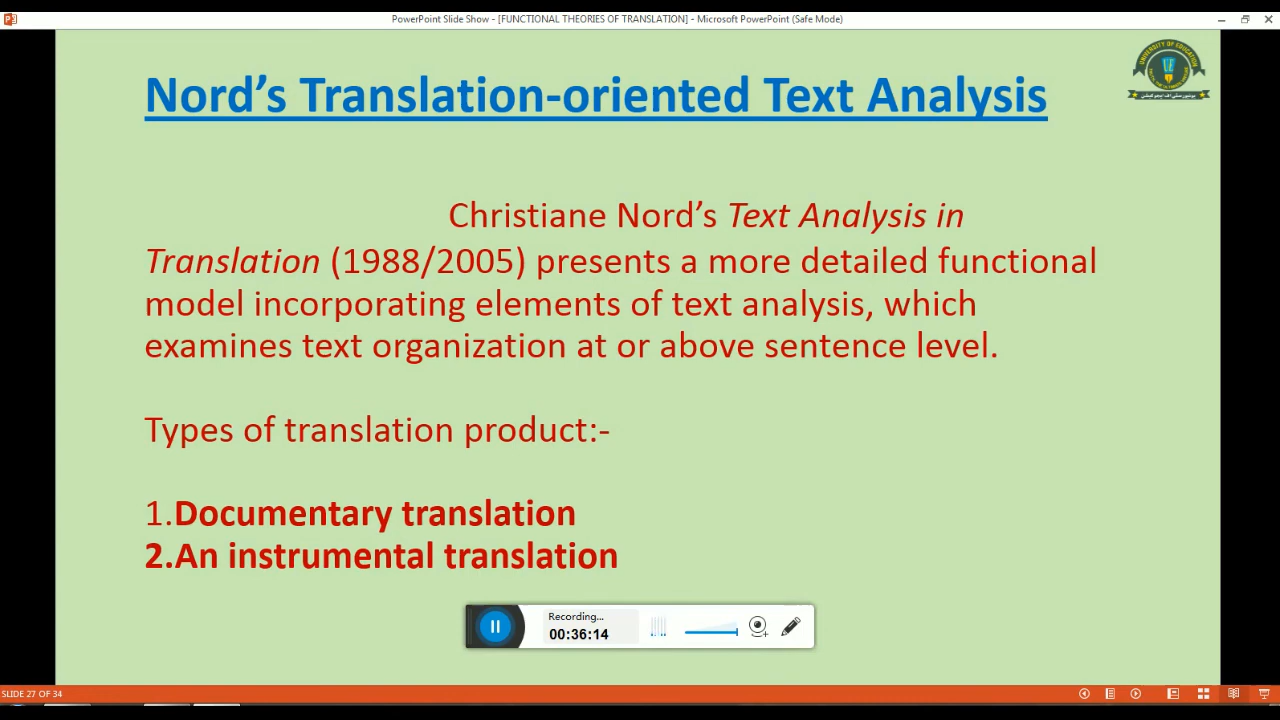 PowerPoint Slide Show - [FUNCTIONAL THEORIES OF TRANSLATION] - Microsoft PowerPoint (Safe Mode)
Nord's Translation-oriented Text Analysis
UNIVERSITY OF EDUCATION
Christiane Nord's Text Analysis in
Translation (1988/2005) presents a more detailed functional
model incorporating elements of text analysis, which
examines text organization at or above sentence level.
Types of translation product:-
1.Documentary translation
2.An instrumental translation
Recording...
00:36:14
SLIDE 27 OF 34